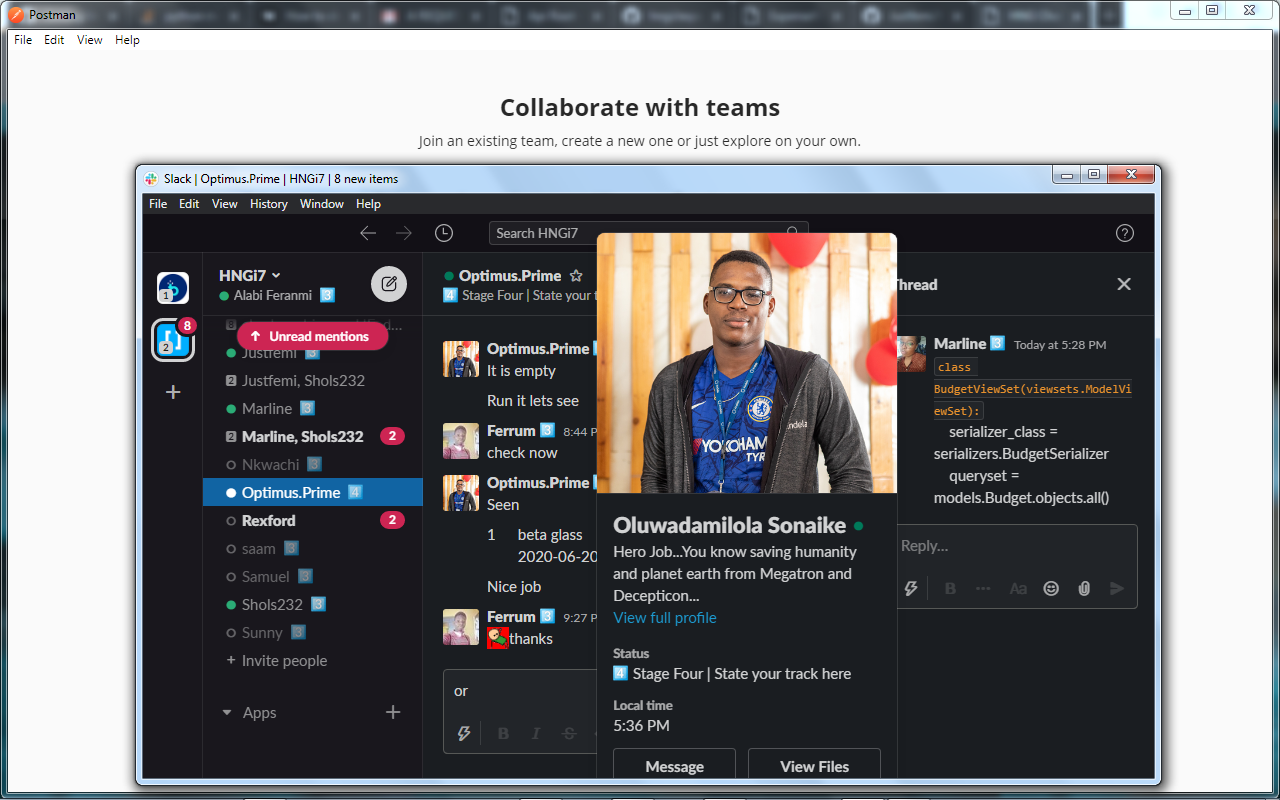 Postman
File Edit View Help
Collaborate with teams
Join an existing team, create a new one or just explore on your own.
Slack | Optimus.Prime | HNGi7 | 8 new items
File Edit View History Window Help
Search HNGi7
1
8
2
HNGi7
Alabi Feranmi 3
Unread mentions
Justfemi 3
2 Justfemi, Shols232
Marline 3
2 Marline, Shols232 2
Nkwachi 3
Optimus.Prime 4
Rexford 2
saam 3
Samuel 3
Shols232 3
Sunny 3
+ Invite people
Apps
Optimus.Prime
4 Stage Four | State your
Optimus.Prime
It is empty
Run it lets see
Ferrum 3 8:44 P
check now
Optimus.Prime
Seen
1 beta glass
2020-06-20
Nice job
Ferrum 3 9:27 P
thanks
or
B I S
YOKOHAM
TYR
ndela
Oluwadamilola Sonaike
Hero Job...You know saving humanity
and planet earth from Megatron and
Decepticon...
View full profile
Status
4 Stage Four | State your track here
Local time
5:36 PM
Message View Files
Thread
Marline 3 Today at 5:28 PM
class
BudgetViewSet(viewsets.ModelVi
ewSet):
serializer_class =
serializers.BudgetSerializer
queryset =
models.Budget.objects.all()
Reply...
B Aa